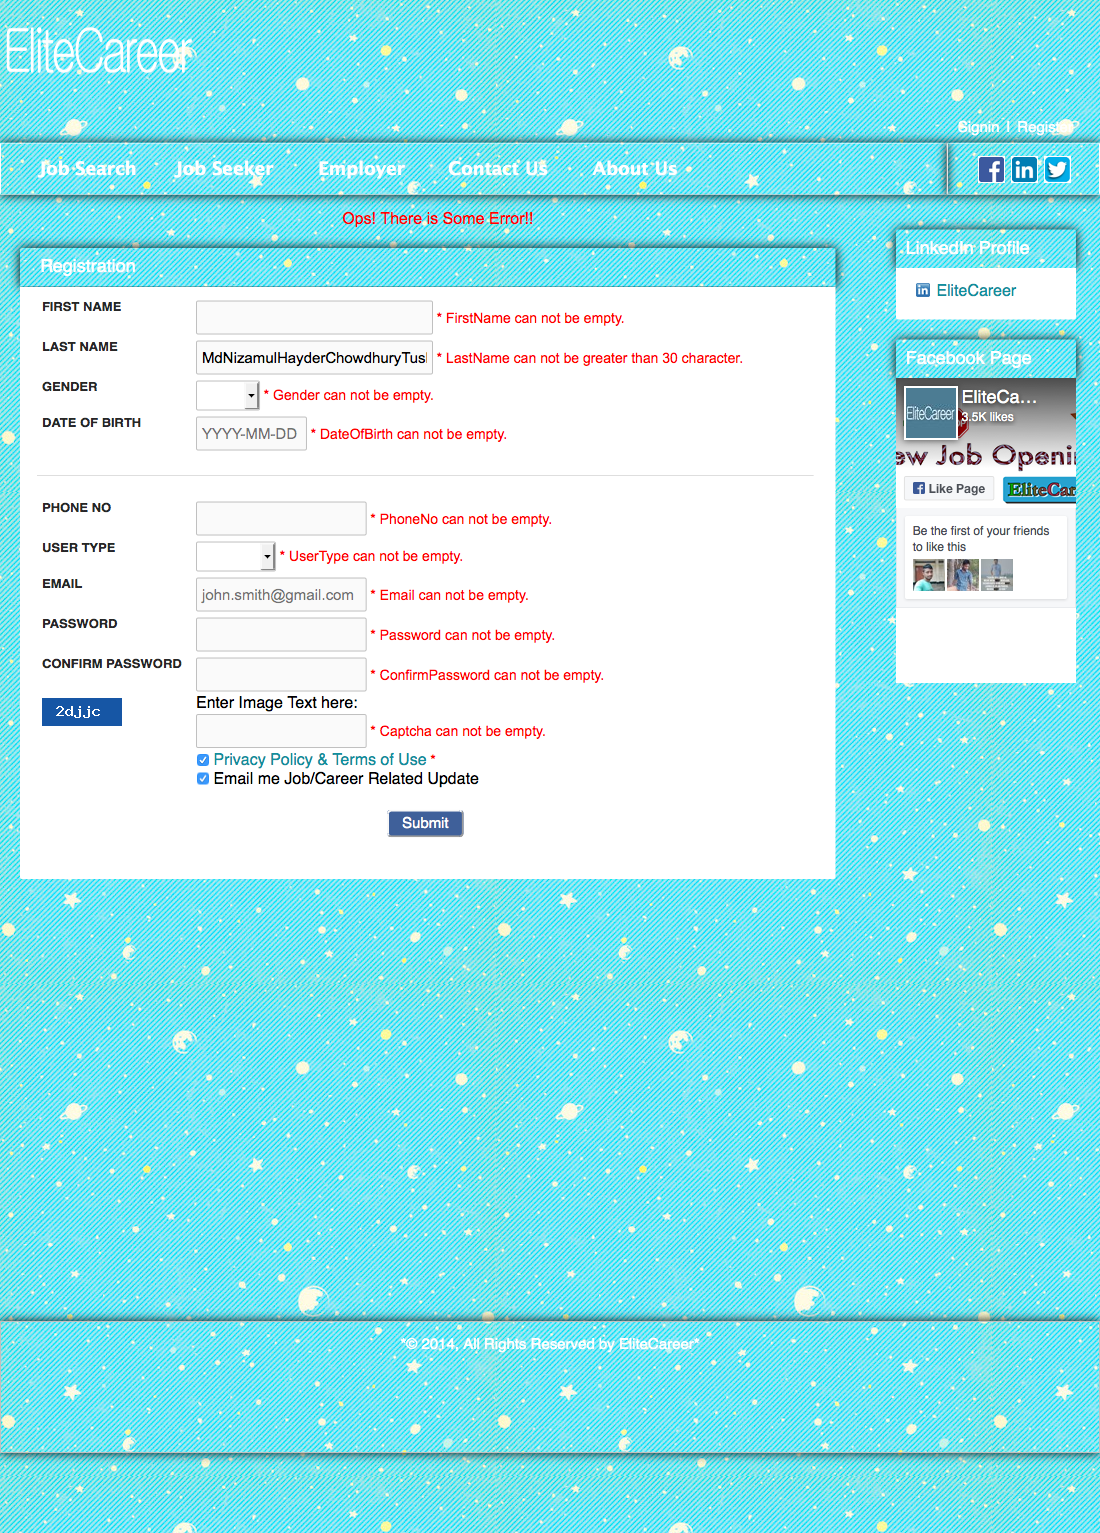 EliteCareer
Signin | Register
Job Search Job Seeker Employer Contact US About Us
Ops! There is Some Error!!
Registration
FIRST NAME * FirstName can not be empty.
LAST NAME MdNizamulHayderChowdhuryTus * LastName can not be greater than 30 character.
GENDER * Gender can not be empty.
DATE OF BIRTH YYYY-MM-DD * DateOfBirth can not be empty.
PHONE NO * PhoneNo can not be empty.
USER TYPE * UserType can not be empty.
EMAIL john.smith@gmail.com * Email can not be empty.
PASSWORD * Password can not be empty.
CONFIRM PASSWORD * ConfirmPassword can not be empty.
Enter Image Text here:
2djjc * Captcha can not be empty.
Privacy Policy & Terms of Use *
Email me Job/Career Related Update
Submit
LinkedIn Profile
EliteCareer
Facebook Page
EliteCareer
EliteCa...
3.5K likes
ew Job Openi
Like Page
EliteCar
Be the first of your friends
to like this
*© 2014, All Rights Reserved by EliteCareer*